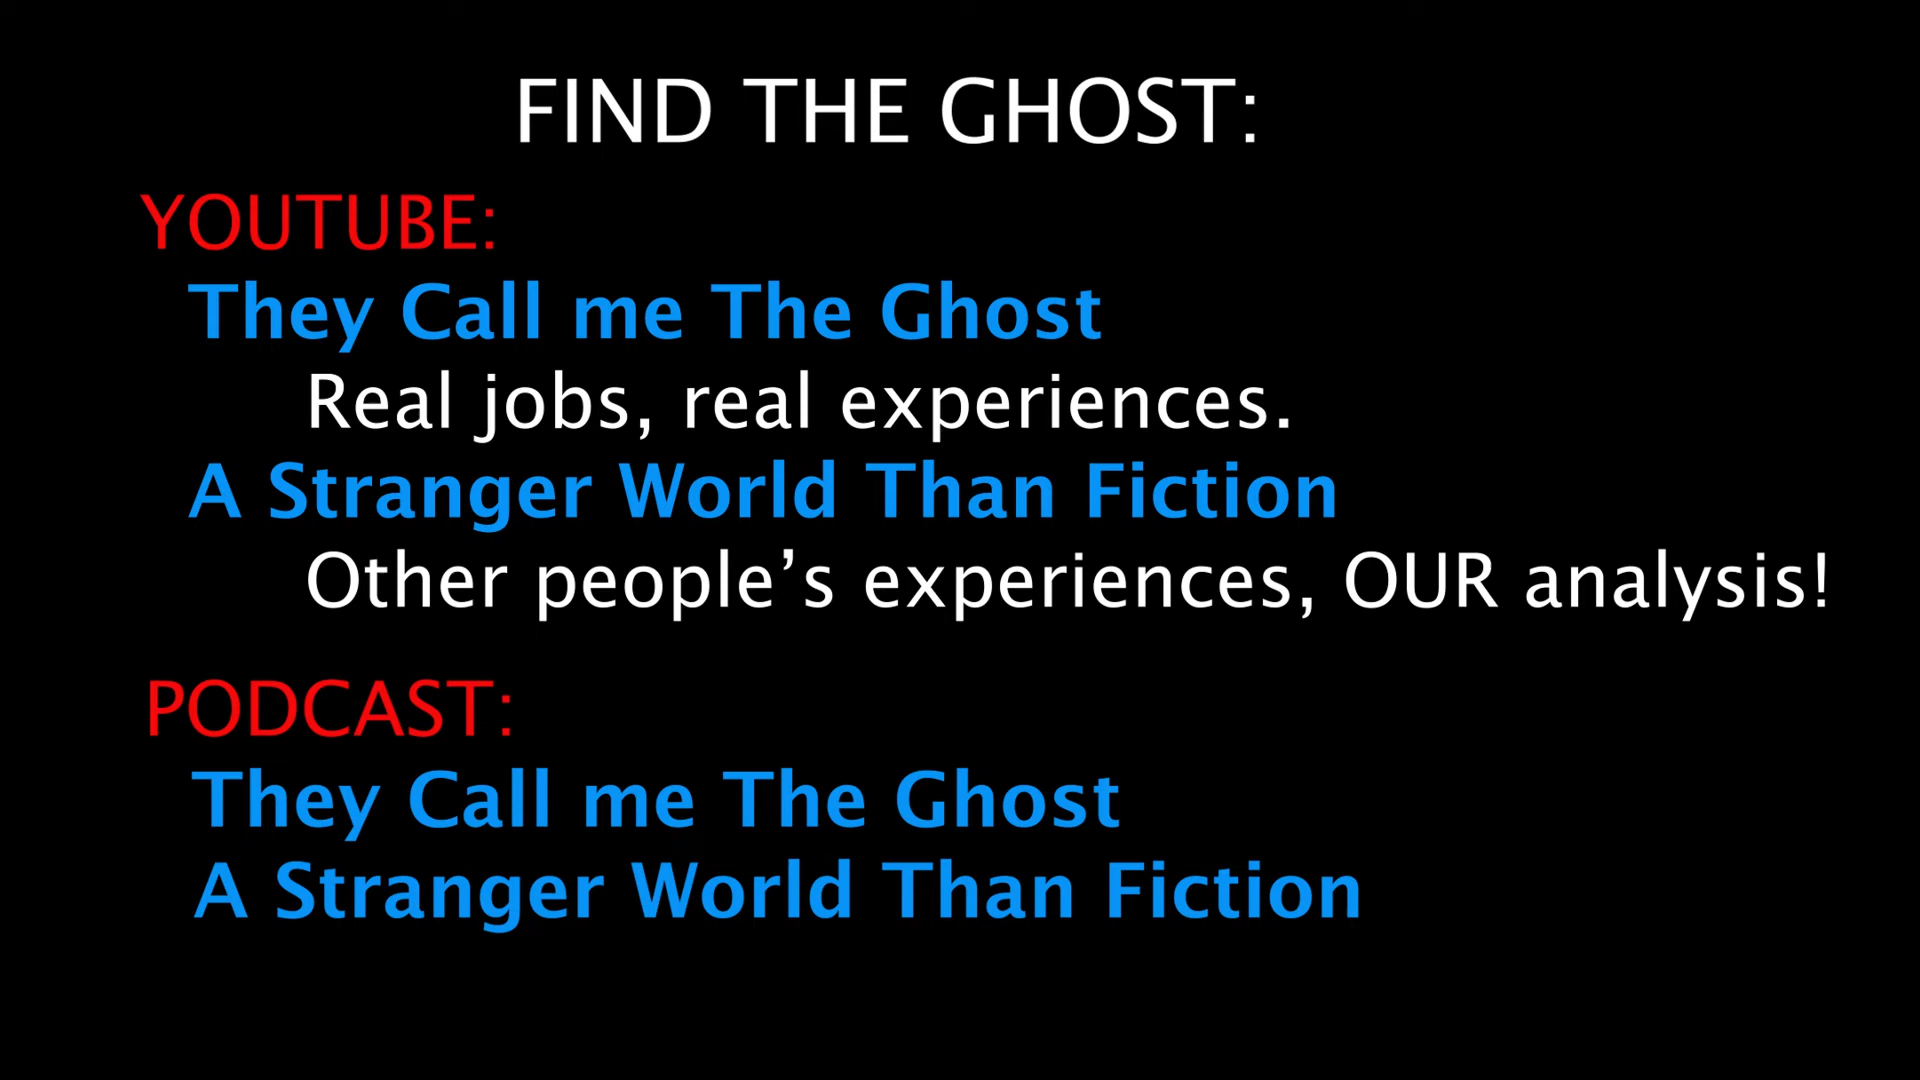 FIND THE GHOST:
YOUTUBE:
They Call me The Ghost
Real jobs, real experiences.
A Stranger World Than Fiction
Other people’s experiences, OUR analysis!
PODCAST:
They Call me The Ghost
A Stranger World Than Fiction